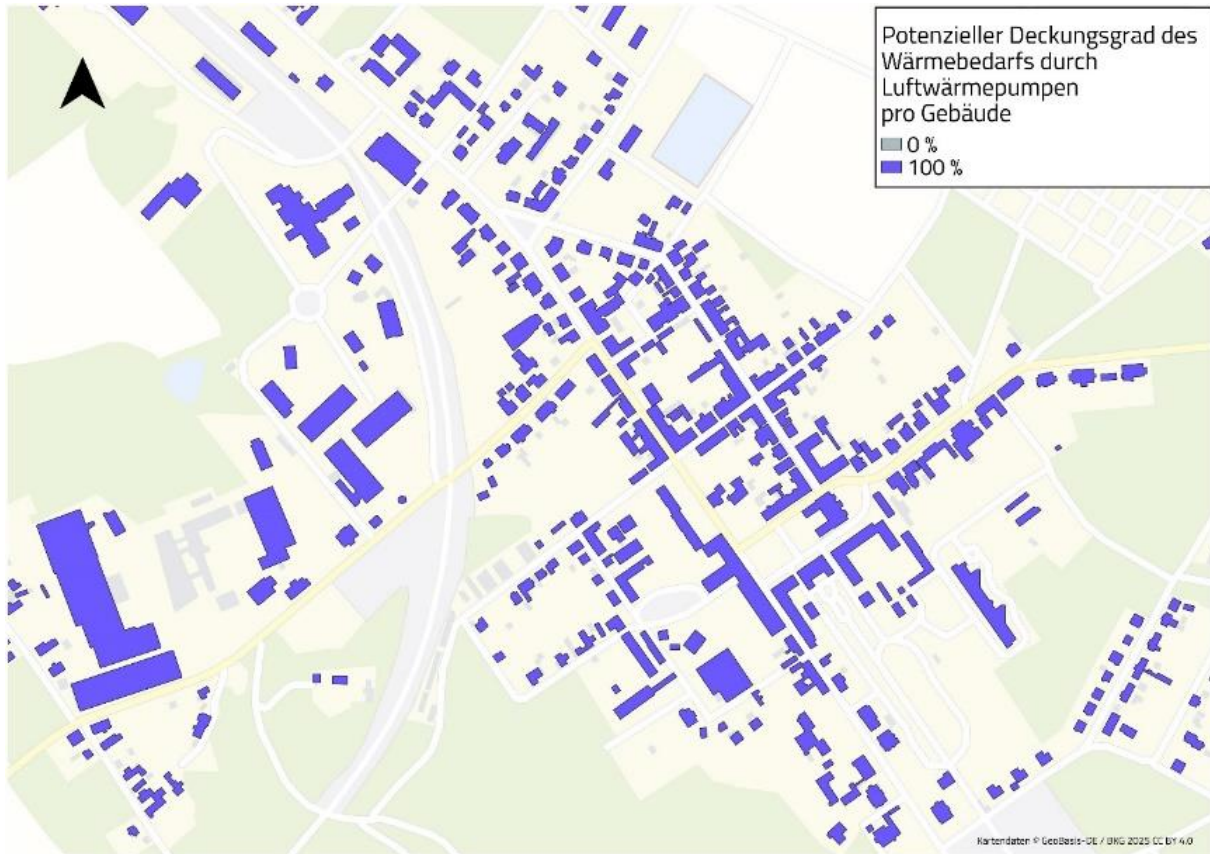 Potenzieller Deckungsgrad des
Wärmebedarfs durch
Luftwärmepumpen
pro Gebäude
0 %
100 %
Kartendaten © GeoBasis-DE / BKG 2025 CC BY 4.0